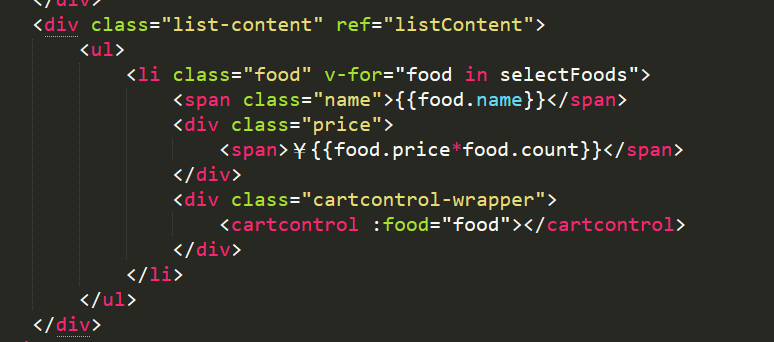 </div>
<div class="list-content" ref="listContent">
<ul>
<li class="food" v-for="food in selectFoods">
<span class="name">{{food.name}}</span>
<div class="price">
<span>￥{{food.price*food.count}}</span>
</div>
<div class="cartcontrol-wrapper">
<cartcontrol :food="food"></cartcontrol>
</div>
</li>
</ul>
</div>